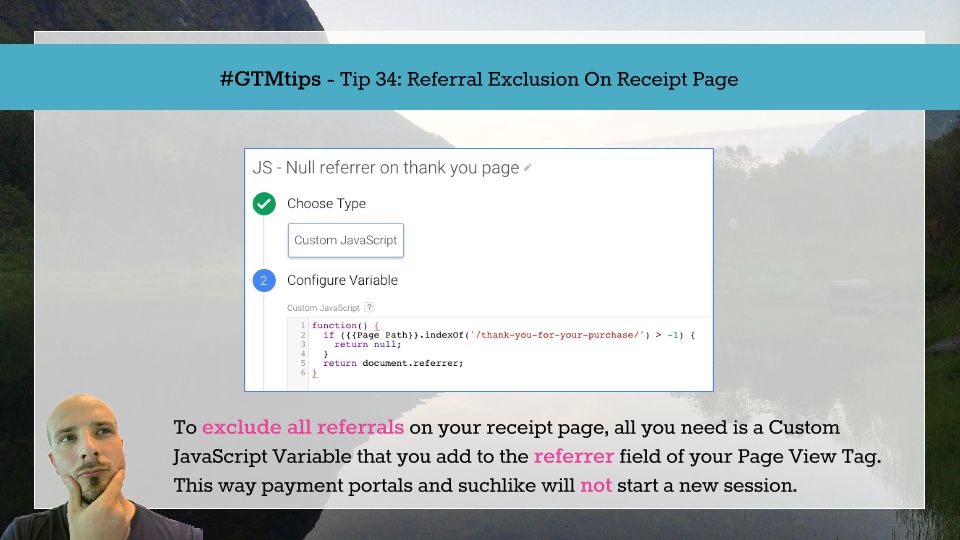 #GTMtips - Tip 34: Referral Exclusion On Receipt Page
JS - Null referrer on thank you page
Choose Type
Custom JavaScript
2 Configure Variable
Custom JavaScript ?
1 function() {
2 if ({{Page Path}}.indexOf('/thank-you-for-your-purchase/') > -1) {
3 return null;
4 }
5 return document.referrer;
6 }
To exclude all referrals on your receipt page, all you need is a Custom
JavaScript Variable that you add to the referrer field of your Page View Tag.
This way payment portals and suchlike will not start a new session.